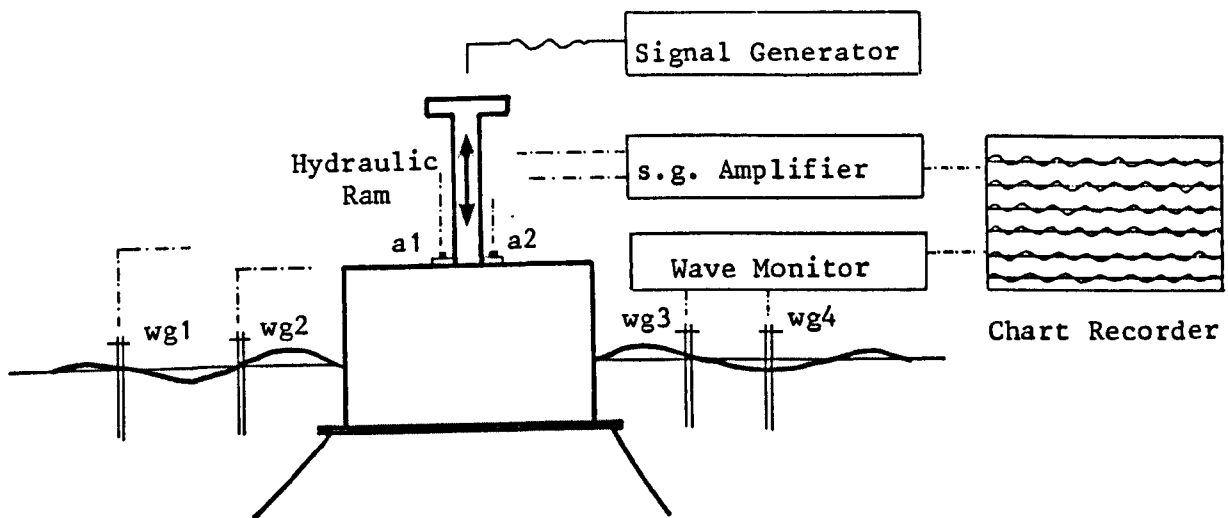 Signal Generator
Hydraulic
Ram
s.g. Amplifier
a1
a2
Wave Monitor
wg1
wg2
wg3
wg4
Chart Recorder